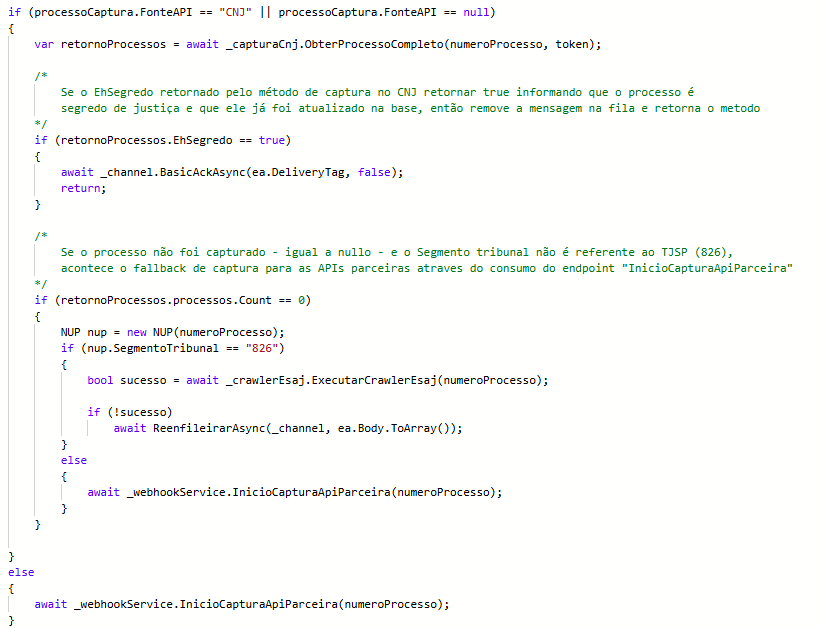 if (processoCaptura.FonteAPI == "CNJ" || processoCaptura.FonteAPI == null)
{
    var retornoProcessos = await _capturaCnj.ObterProcessoCompleto(numeroProcesso, token);

    /*
        Se o EhSegredo retornado pelo método de captura no CNJ retornar true informando que o processo é
        segredo de justiça e que ele já foi atualizado na base, então remove a mensagem na fila e retorna o metodo
    */
    if (retornoProcessos.EhSegredo == true)
    {
        await _channel.BasicAckAsync(ea.DeliveryTag, false);
        return;
    }

    /*
        Se o processo não foi capturado - igual a nullo - e o Segmento tribunal não é referente ao TJSP (826),
        acontece o fallback de captura para as APIs parceiras atraves do consumo do endpoint "InicioCapturaApiParceira"
    */
    if (retornoProcessos.processos.Count == 0)
    {
        NUP nup = new NUP(numeroProcesso);
        if (nup.SegmentoTribunal == "826")
        {
            bool sucesso = await _crawlerEsaj.ExecutarCrawlerEsaj(numeroProcesso);

            if (!sucesso)
                await ReenfileirarAsync(_channel, ea.Body.ToArray());
        }
        else
        {
            await _webhookService.InicioCapturaApiParceira(numeroProcesso);
        }
    }

}
else
{
    await _webhookService.InicioCapturaApiParceira(numeroProcesso);
}